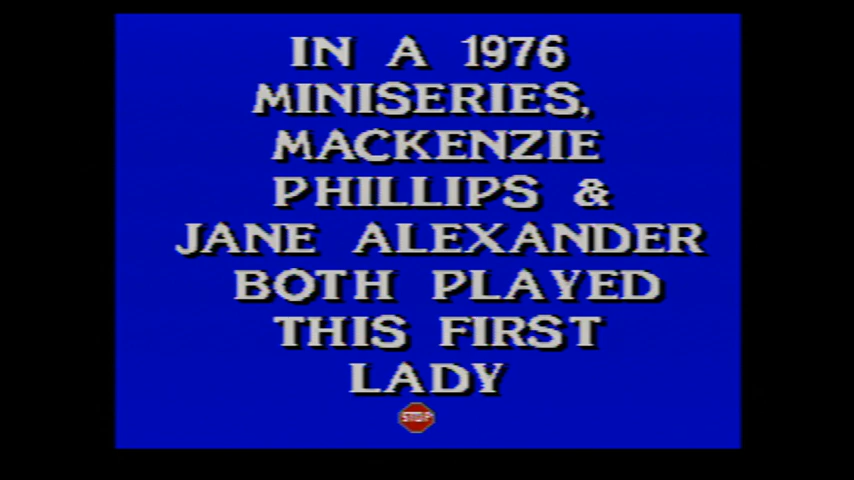 IN A 1976
MINISERIES,
MACKENZIE
PHILLIPS &
JANE ALEXANDER
BOTH PLAYED
THIS FIRST
LADY
STOP